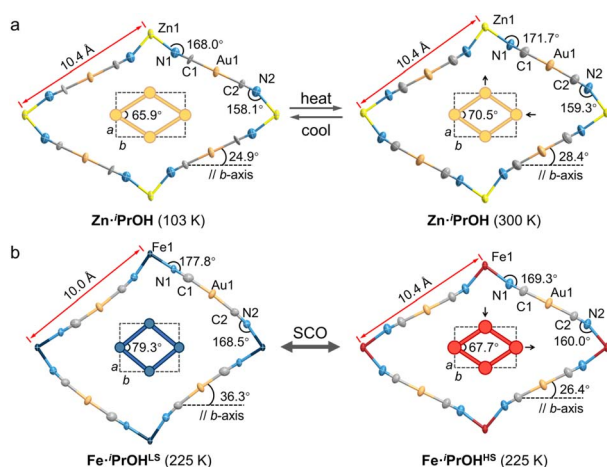 a
Zn1
168.0°
10.4 Å
N1
C1
Au1
C2
N2
158.1°
65.9°
a
b
24.9°
// b-axis
Zn·ⁱPrOH (103 K)
heat
cool
Zn1
171.7°
10.4 Å
N1
C1
Au1
C2
N2
159.3°
70.5°
a
b
28.4°
// b-axis
Zn·ⁱPrOH (300 K)
b
Fe1
177.8°
10.0 Å
N1
C1
Au1
C2
N2
168.5°
79.3°
a
b
36.3°
// b-axis
Fe·ⁱPrOHᴸˢ (225 K)
SCO
Fe1
169.3°
10.4 Å
N1
C1
Au1
C2
N2
160.0°
67.7°
a
b
26.4°
// b-axis
Fe·ⁱPrOHᴴˢ (225 K)